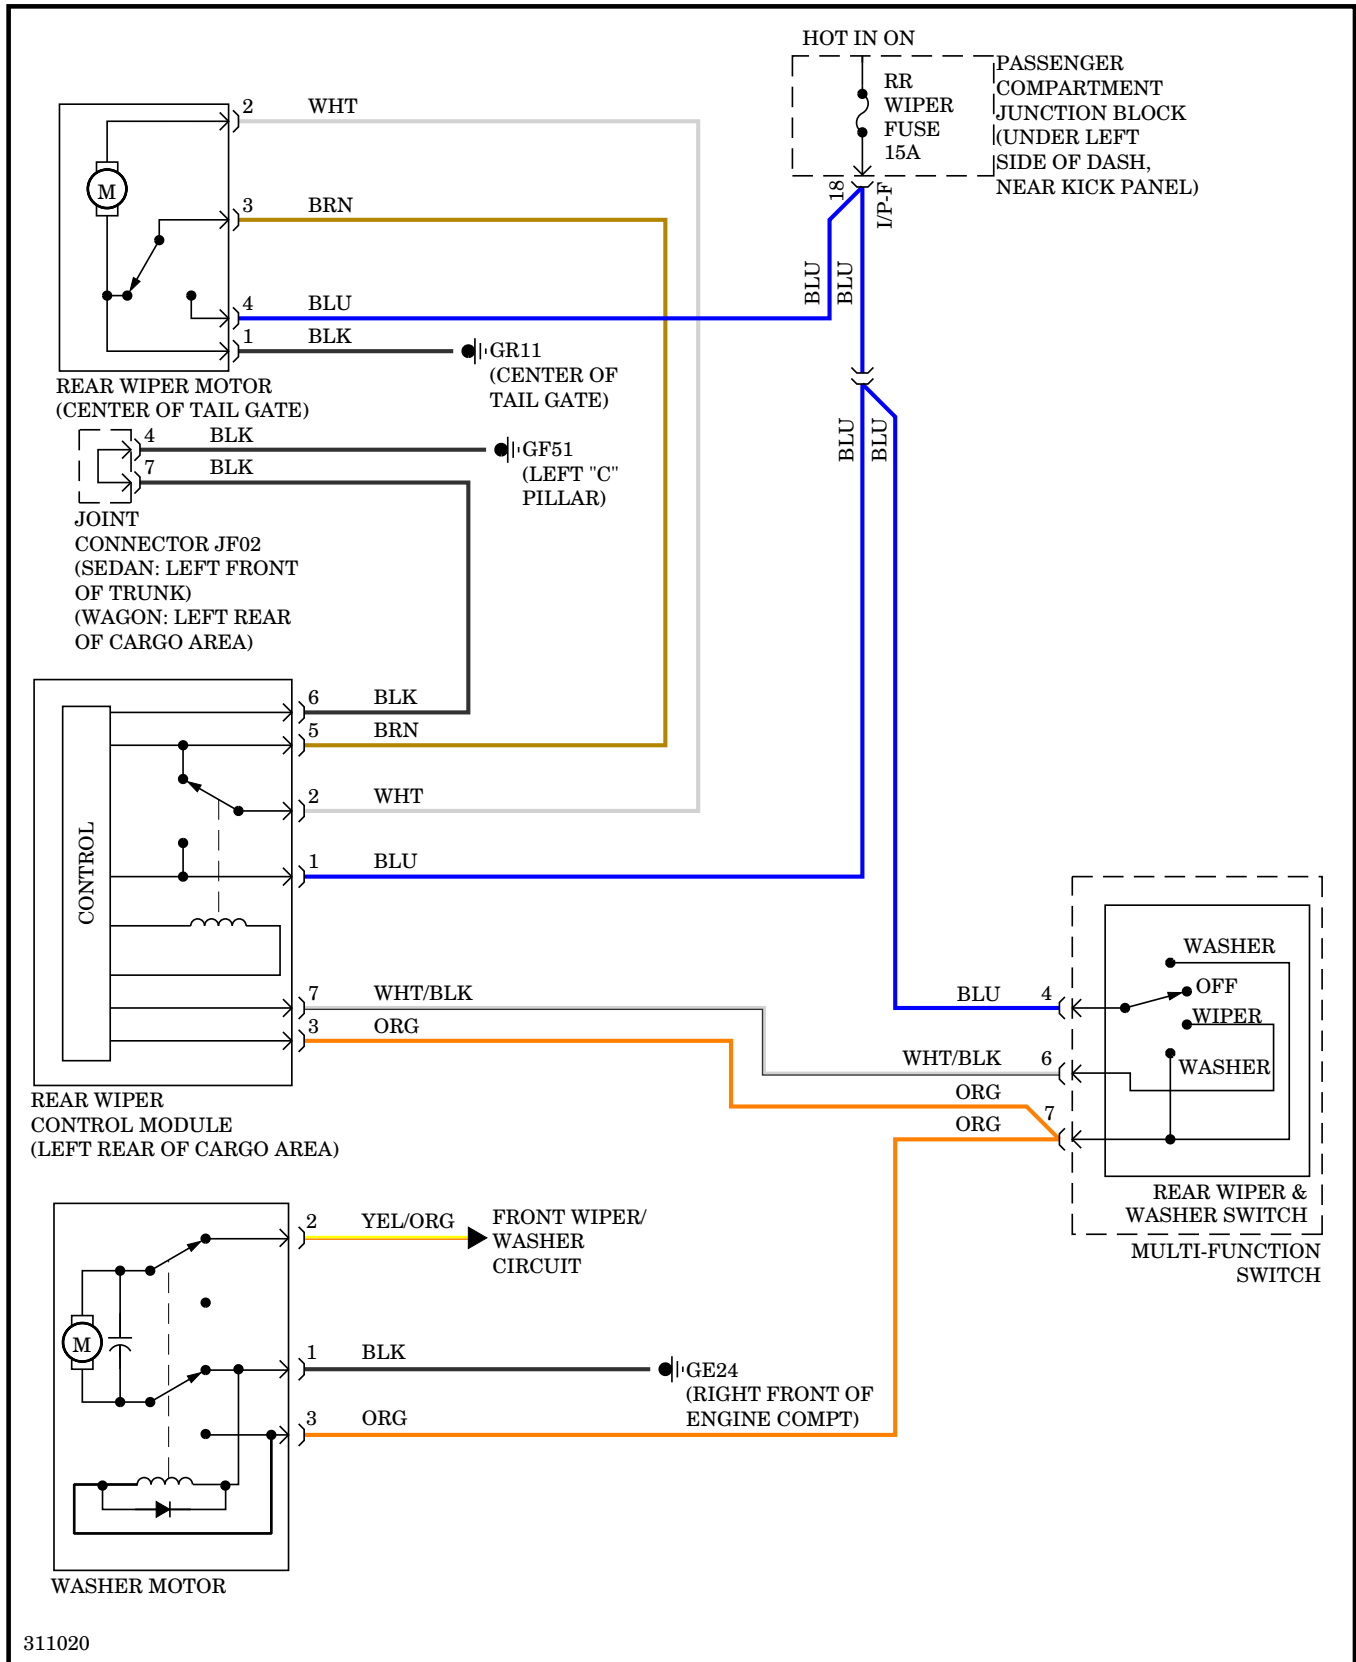 HOT IN ON
RR
WIPER
FUSE
15A
PASSENGER
COMPARTMENT
JUNCTION BLOCK
(UNDER LEFT
SIDE OF DASH,
NEAR KICK PANEL)
18
I/P-F
BLU
BLU
BLU
BLU
2 WHT
M
3 BRN
4 BLU
1 BLK
GR11
(CENTER OF
TAIL GATE)
REAR WIPER MOTOR
(CENTER OF TAIL GATE)
4 BLK
7 BLK
GF51
(LEFT "C"
PILLAR)
JOINT
CONNECTOR JF02
(SEDAN: LEFT FRONT
OF TRUNK)
(WAGON: LEFT REAR
OF CARGO AREA)
CONTROL
6 BLK
5 BRN
2 WHT
1 BLU
7 WHT/BLK
3 ORG
REAR WIPER
CONTROL MODULE
(LEFT REAR OF CARGO AREA)
BLU 4
WHT/BLK 6
ORG
7
ORG
WASHER
OFF
WIPER
WASHER
REAR WIPER &
WASHER SWITCH
MULTI-FUNCTION
SWITCH
2 YEL/ORG
FRONT WIPER/
WASHER
CIRCUIT
M
1 BLK
GE24
(RIGHT FRONT OF
ENGINE COMPT)
3 ORG
WASHER MOTOR
311020